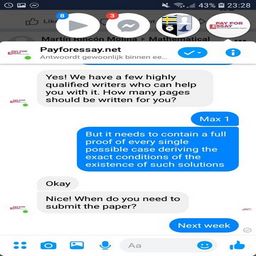 8
3
PAY FOR
ESSAY
43% 23:28
Martin Rincon Molina • Mathematical
Payforessay.net
Antwoordt gewoonlijk binnen ee...
Yes! We have a few highly
qualified writers who can help
you with it. How many pages
should be written for you?
Max 1
But it needs to contain a full
proof of every single
possible case deriving the
exact conditions of the
existence of such solutions
Okay
Nice! When do you need to
submit the paper?
Next week
Aa